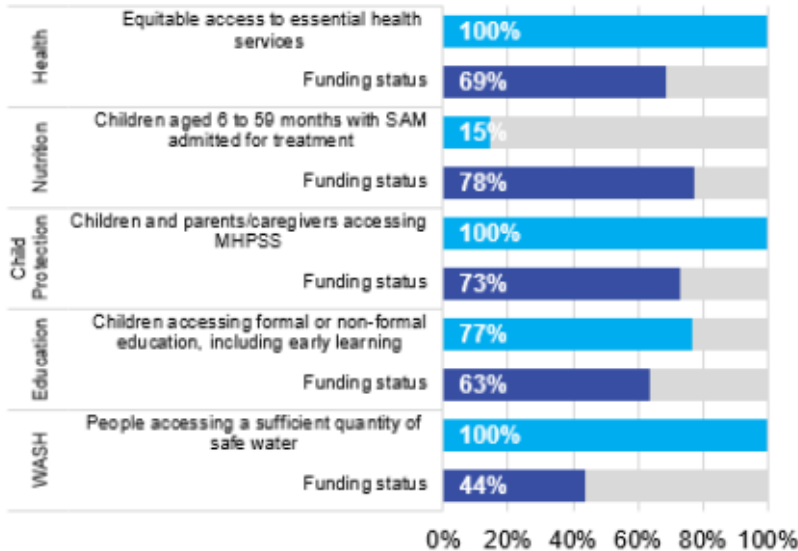 Health
Equitable access to essential health
services
100%
Funding status
69%
Nutrition
Children aged 6 to 59 months with SAM
admitted for treatment
15%
Funding status
78%
Child
Protection
Children and parents/caregivers accessing
MHPSS
100%
Funding status
73%
Education
Children accessing formal or non-formal
education, including early learning
77%
Funding status
63%
WASH
People accessing a sufficient quantity of
safe water
100%
Funding status
44%
0% 20% 40% 60% 80% 100%